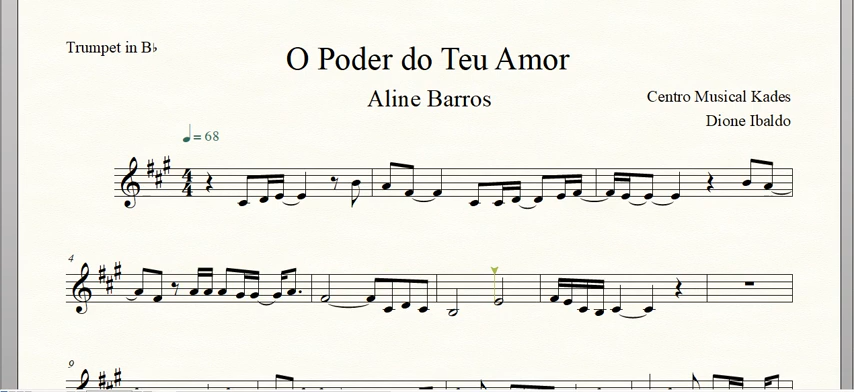 Trumpet in B♭
O Poder do Teu Amor
Aline Barros
Centro Musical Kades
Dione Ibaldo
♩ = 68
4
4
4
9